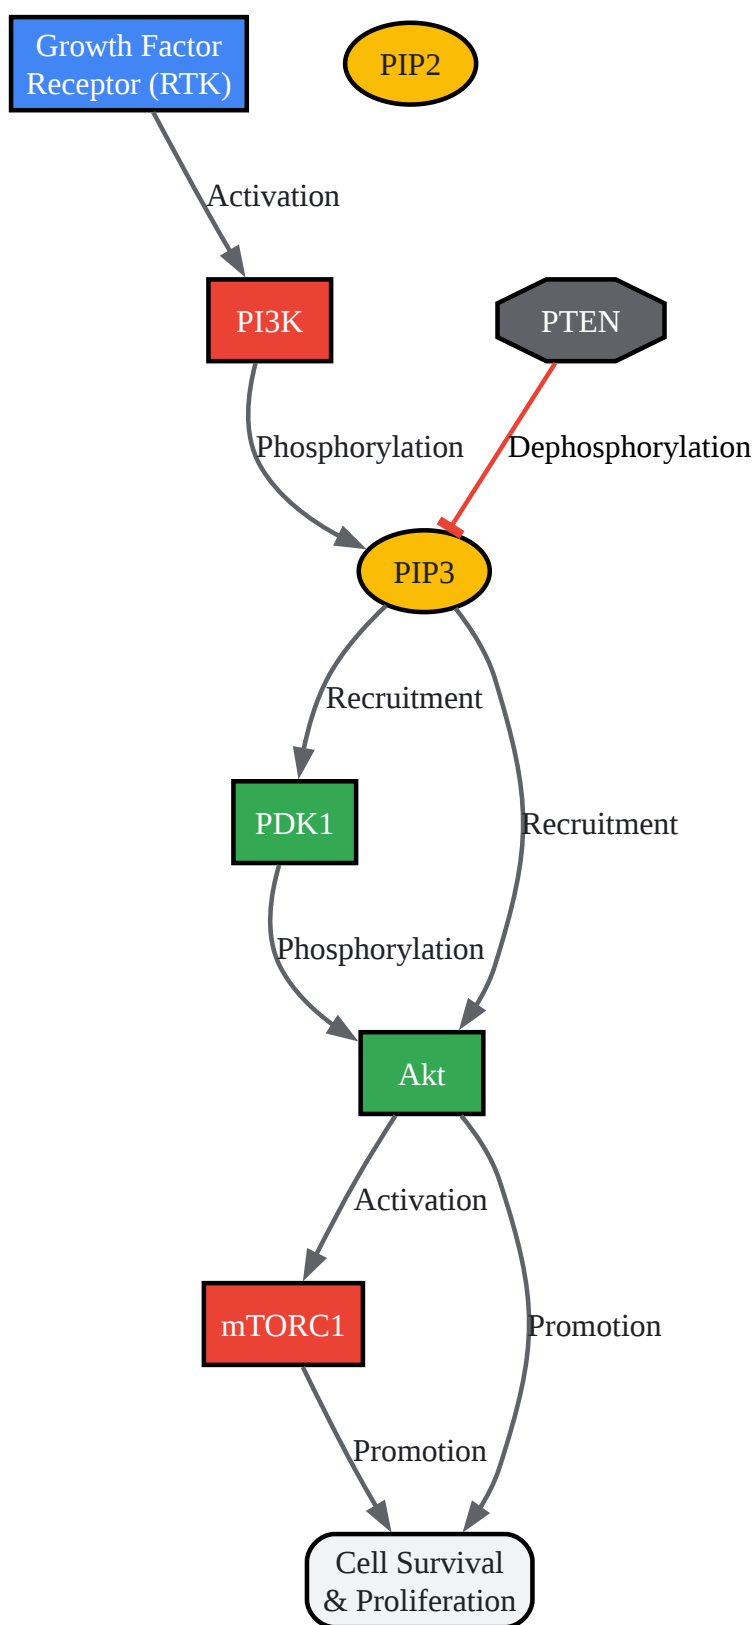 Growth Factor
Receptor (RTK)
PIP2
Activation
PI3K
PTEN
Phosphorylation
Dephosphorylation
PIP3
Recruitment
PDK1
Recruitment
Phosphorylation
Akt
Activation
mTORC1
Promotion
Promotion
Cell Survival
& Proliferation